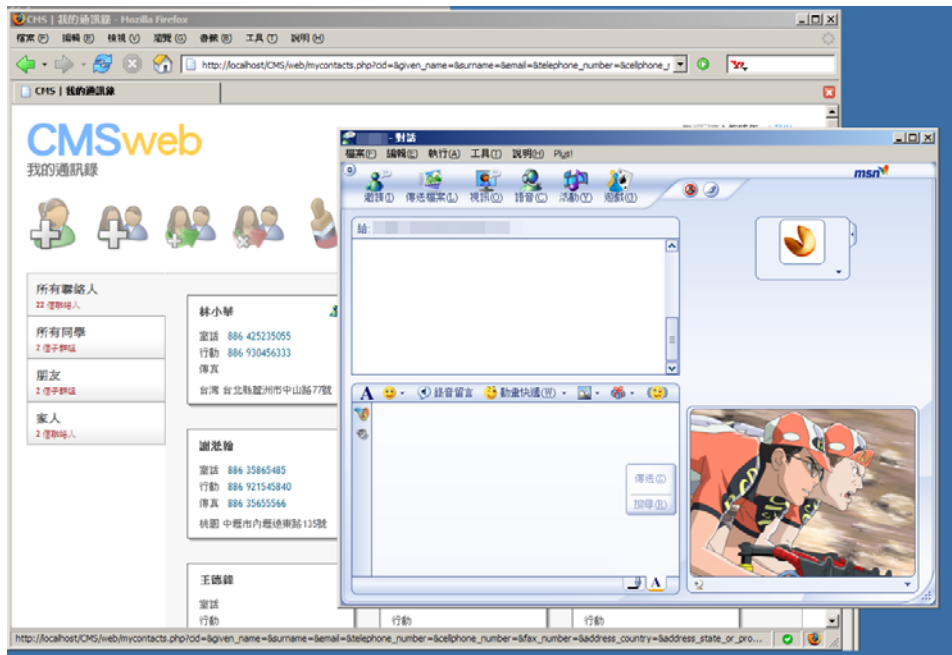 CMS | 我的通訊錄 - Mozilla Firefox
檔案(F) 編輯(E) 檢視(V) 瀏覽(G) 書籤(B) 工具(T) 說明(H)
http://localhost/CMS/web/mycontacts.php?cid=&given_name=&surname=&email=&telephone_number=&cellphone_r
CMS | 我的通訊錄
CMSweb
我的通訊錄
所有聯絡人
22 個聯絡人
所有同學
2 個子群組
朋友
2 個子群組
家人
2 個聯絡人
林小華
室話 886 425235055
行動 886 930456333
傳真
台灣 台北縣蘆洲市中山路77號
室話 886 35865485
行動 886 921545840
傳真 886 35655566
桃園 中壢市內壢遠東路135號
王德鋒
室話
行動
行動
行動
- 對話
檔案(F) 編輯(E) 執行(A) 工具(T) 說明(H) Plus!
msn
邀請(I) 傳送檔案(L) 視訊(O) 語音(C) 活動(Y) 遊戲(G)
給:
A 錄音留言 動畫快遞(W)
傳送(S)
搜尋(R)
A
http://localhost/CMS/web/mycontacts.php?cid=&given_name=&surname=&email=&telephone_number=&cellphone_number=&fax_number=&address_country=&address_state_or_pro...